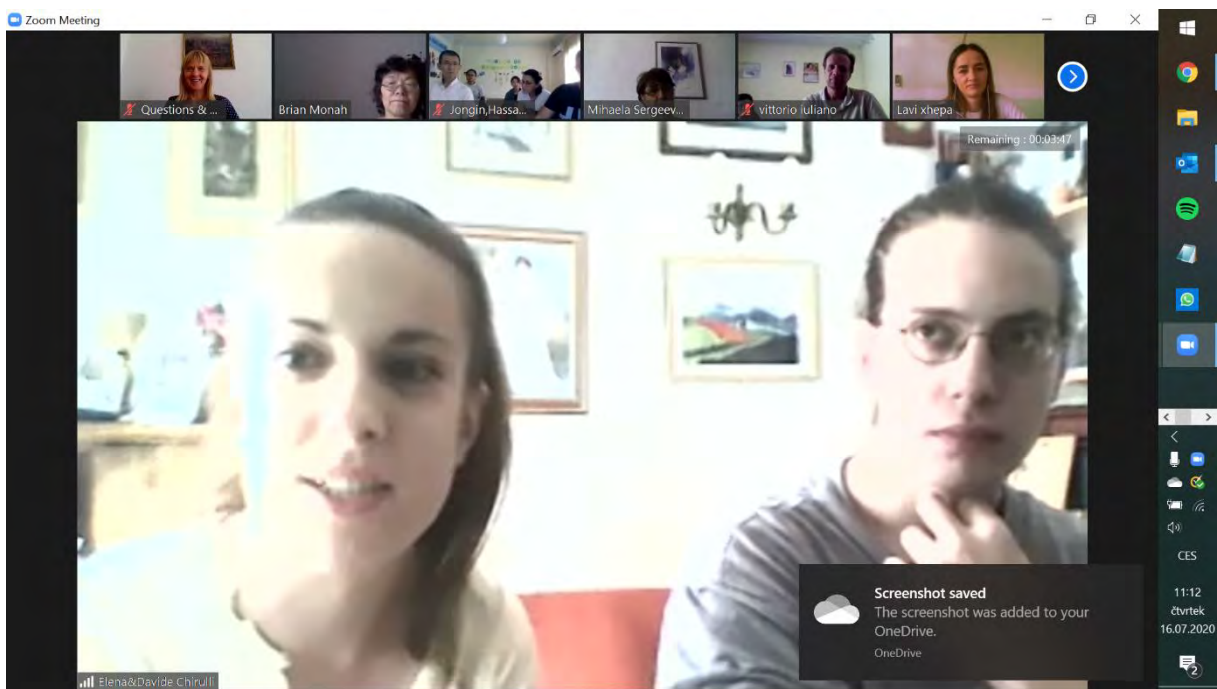 Zoom Meeting
Questions & ...
Brian Monah
Jongin,Hassa...
Mihaela Sergeev...
vittorio iuliano
Lavi xhepa
Remaining : 00:03:47
Screenshot saved
The screenshot was added to your
OneDrive.
OneDrive
Elena&Davide Chirulli
CES
11:12
čtvrtek
16.07.2020
2